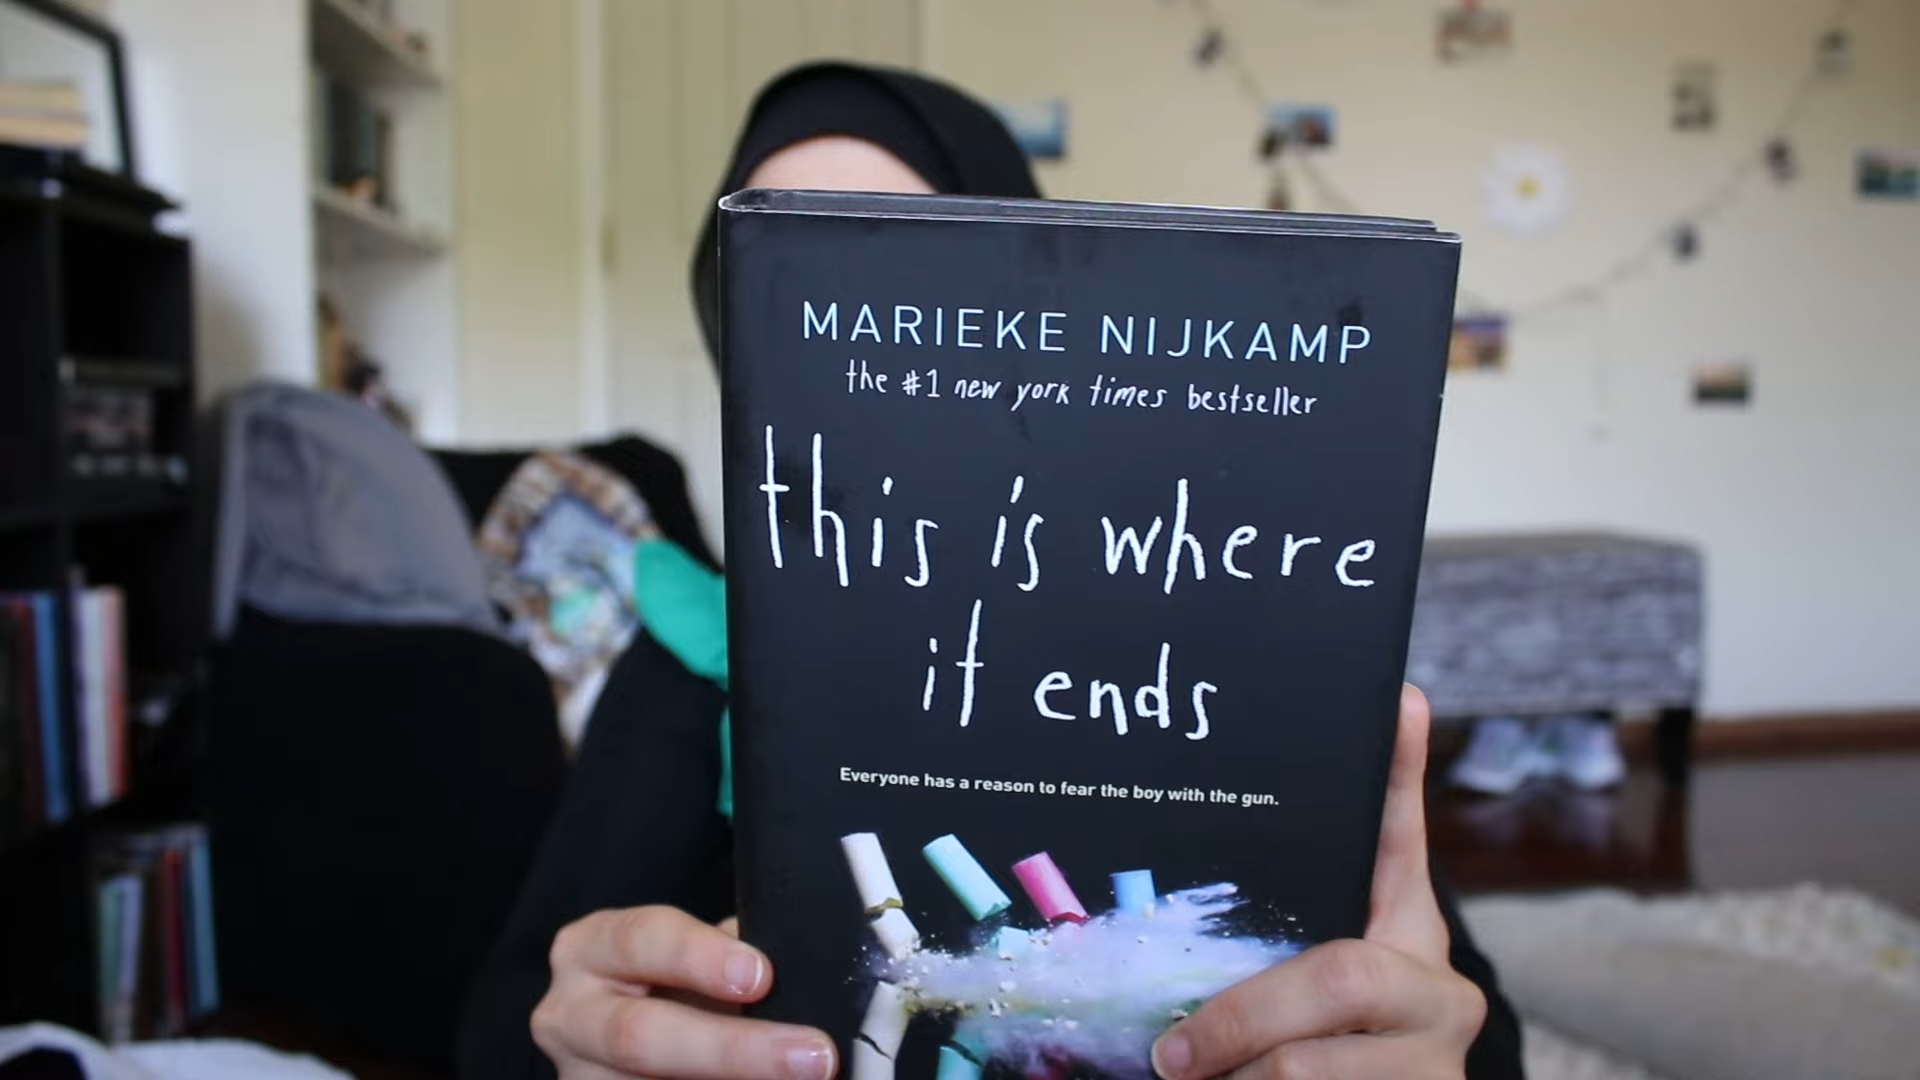 MARIEKE NIJKAMP
the #1 new york times bestseller
this is where
it ends
Everyone has a reason to fear the boy with the gun.